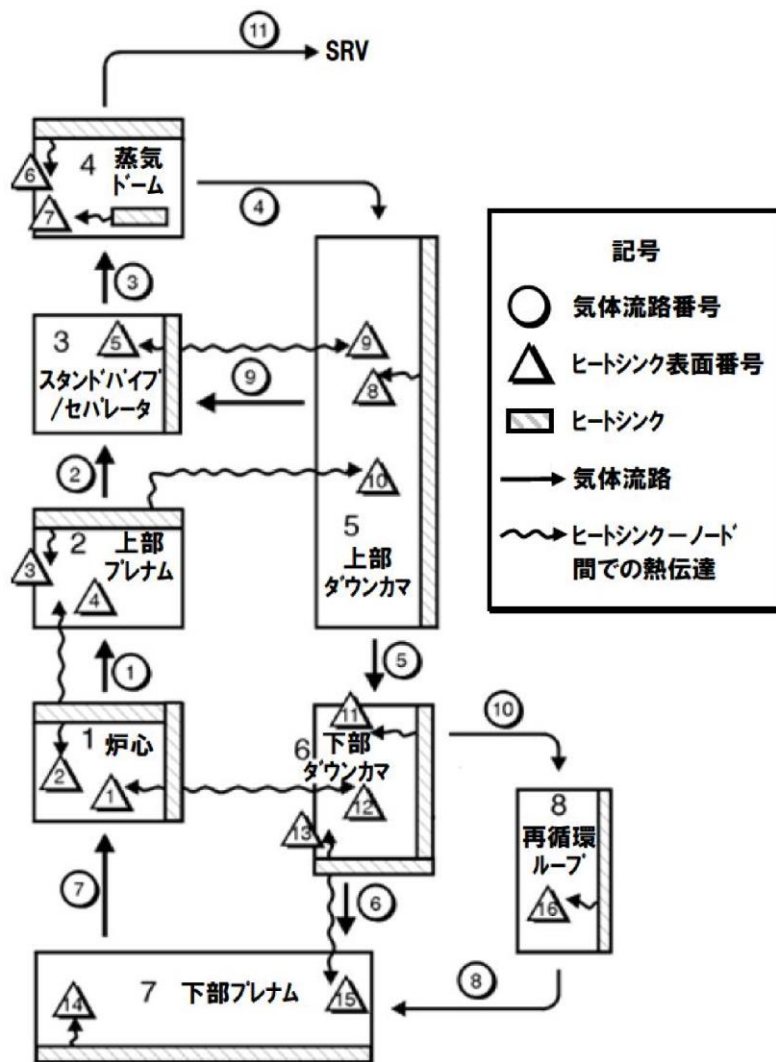 ⑪
SRV
4
蒸気
ドーム
6
7
④
③
3
5
スタンドパイプ
/セパレータ
9
8
⑨
②
10
2
上部
プレナム
3
4
5
上部
ダウンカマ
①
⑤
1
炉心
2
1
11
6
下部
ダウンカマ
12
13
⑩
8
再循環
ループ
16
⑦
⑥
7
下部プレナム
14
15
⑧
記号
気体流路番号
ヒートシンク表面番号
ヒートシンク
気体流路
ヒートシンクーノード
間での熱伝達